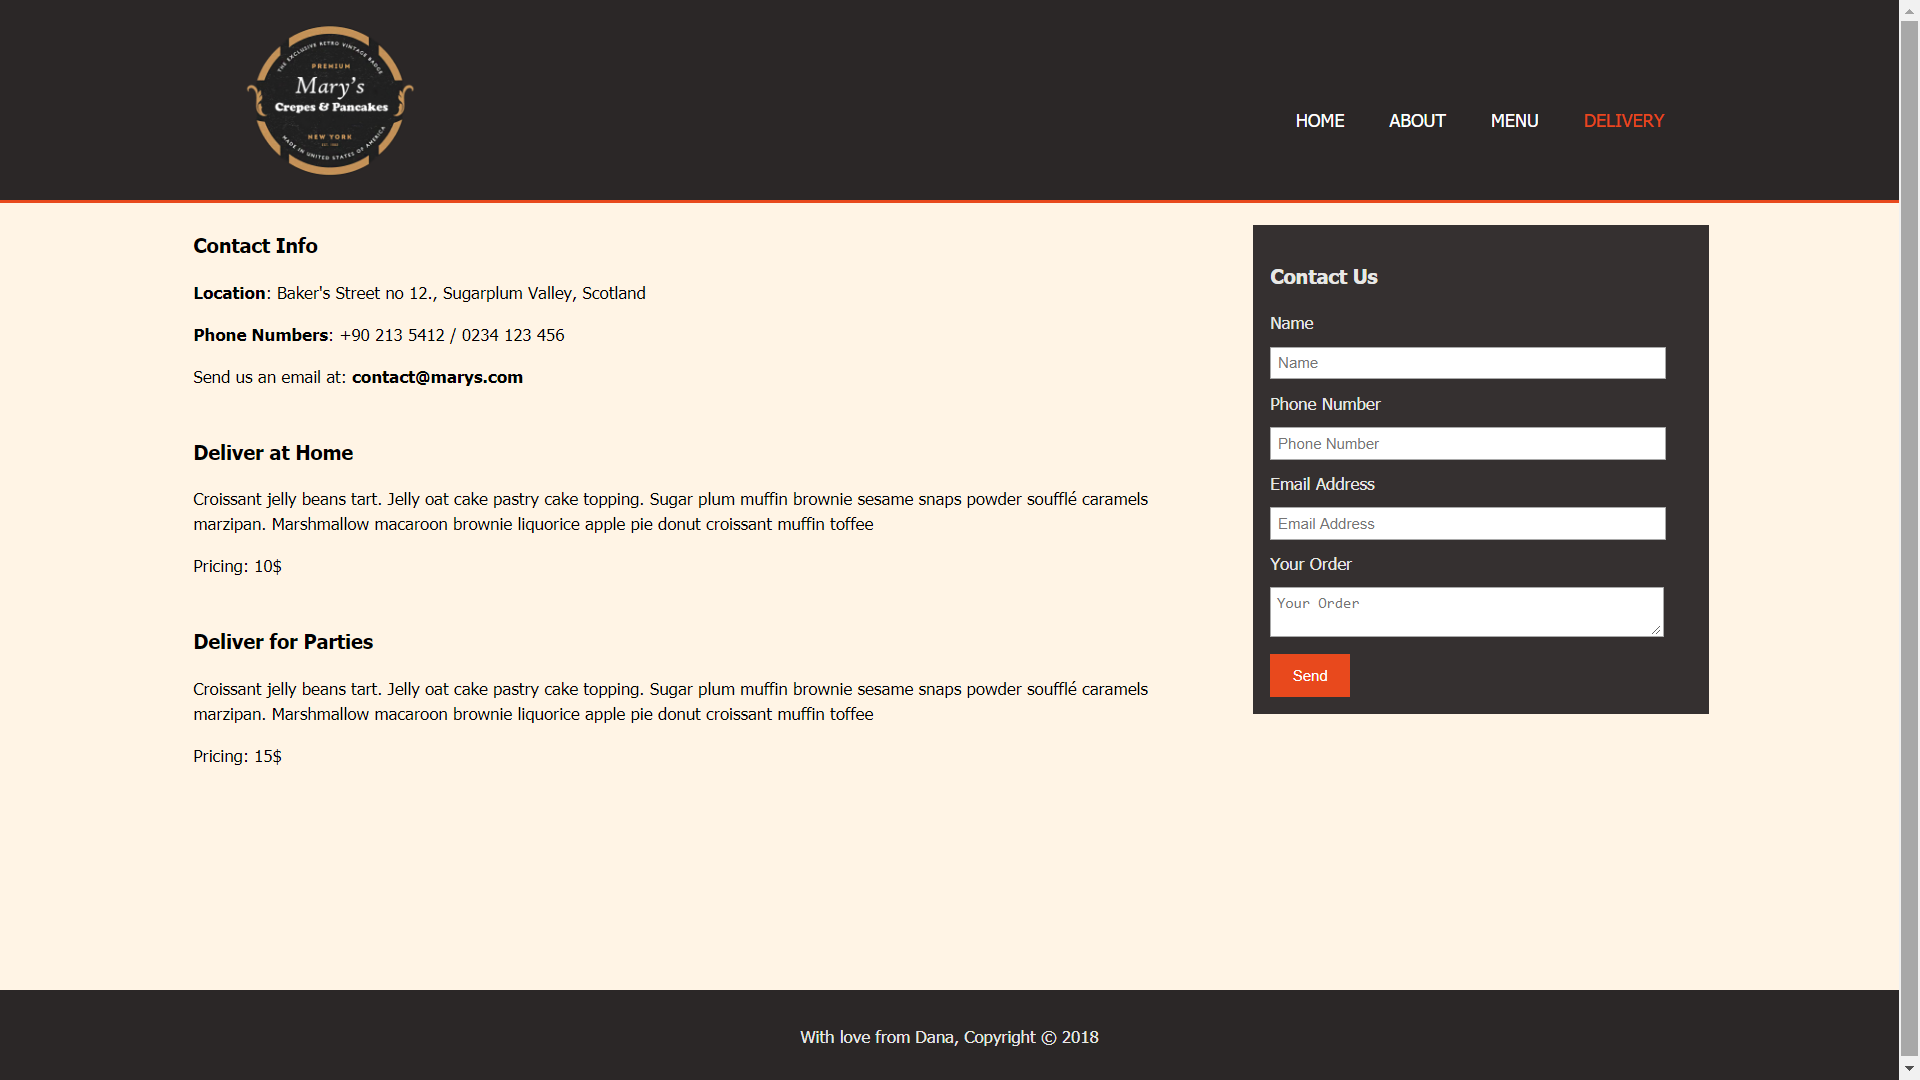 THE EXCLUSIVE RETRO VINTAGE BADGE
PREMIUM
Mary's
Crepes & Pancakes
NEW YORK
MADE IN UNITED STATES OF AMERICA
HOME
ABOUT
MENU
DELIVERY
Contact Info
Location: Baker's Street no 12., Sugarplum Valley, Scotland
Phone Numbers: +90 213 5412 / 0234 123 456
Send us an email at: contact@marys.com
Deliver at Home
Croissant jelly beans tart. Jelly oat cake pastry cake topping. Sugar plum muffin brownie sesame snaps powder soufflé caramels
marzipan. Marshmallow macaroon brownie liquorice apple pie donut croissant muffin toffee
Pricing: 10$
Deliver for Parties
Croissant jelly beans tart. Jelly oat cake pastry cake topping. Sugar plum muffin brownie sesame snaps powder soufflé caramels
marzipan. Marshmallow macaroon brownie liquorice apple pie donut croissant muffin toffee
Pricing: 15$
Contact Us
Name
Name
Phone Number
Phone Number
Email Address
Email Address
Your Order
Your Order
Send
With love from Dana, Copyright © 2018